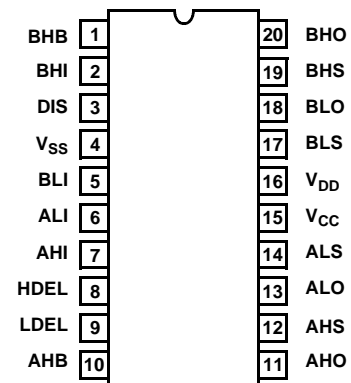 BHB 1 20 BHO
BHI 2 19 BHS
DIS 3 18 BLO
VSS 4 17 BLS
BLI 5 16 VDD
ALI 6 15 VCC
AHI 7 14 ALS
HDEL 8 13 ALO
LDEL 9 12 AHS
AHB 10 11 AHO